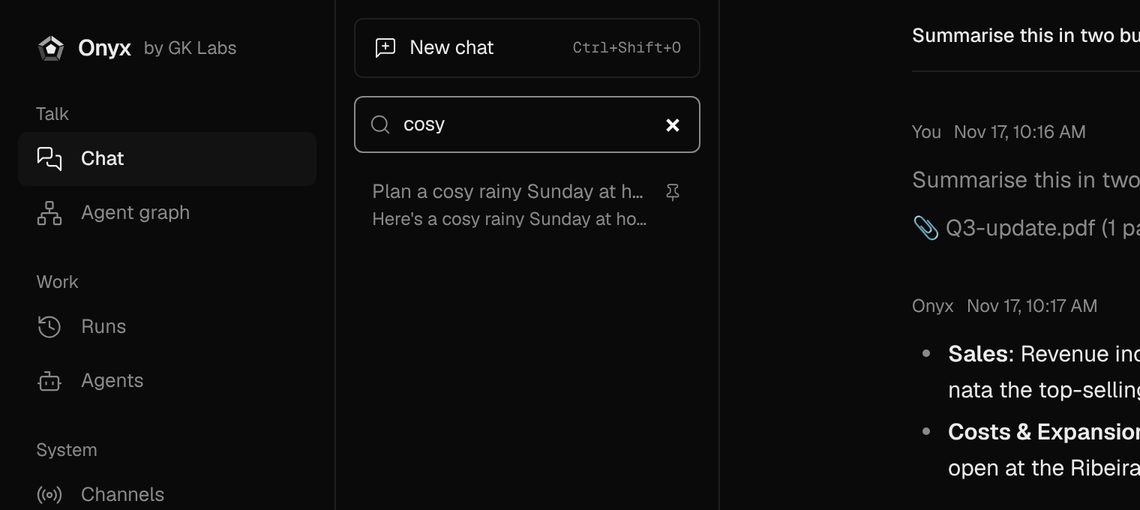 Onyx by GK Labs
Talk
Chat
Agent graph
Work
Runs
Agents
System
Channels
New chat Ctrl+Shift+O
cosy
Plan a cosy rainy Sunday at h...
Here's a cosy rainy Sunday at ho...
Summarise this in two bu
You Nov 17, 10:16 AM
Summarise this in two
Q3-update.pdf (1 pa
Onyx Nov 17, 10:17 AM
Sales: Revenue inc
nata the top-selling
Costs & Expansion
open at the Ribeira